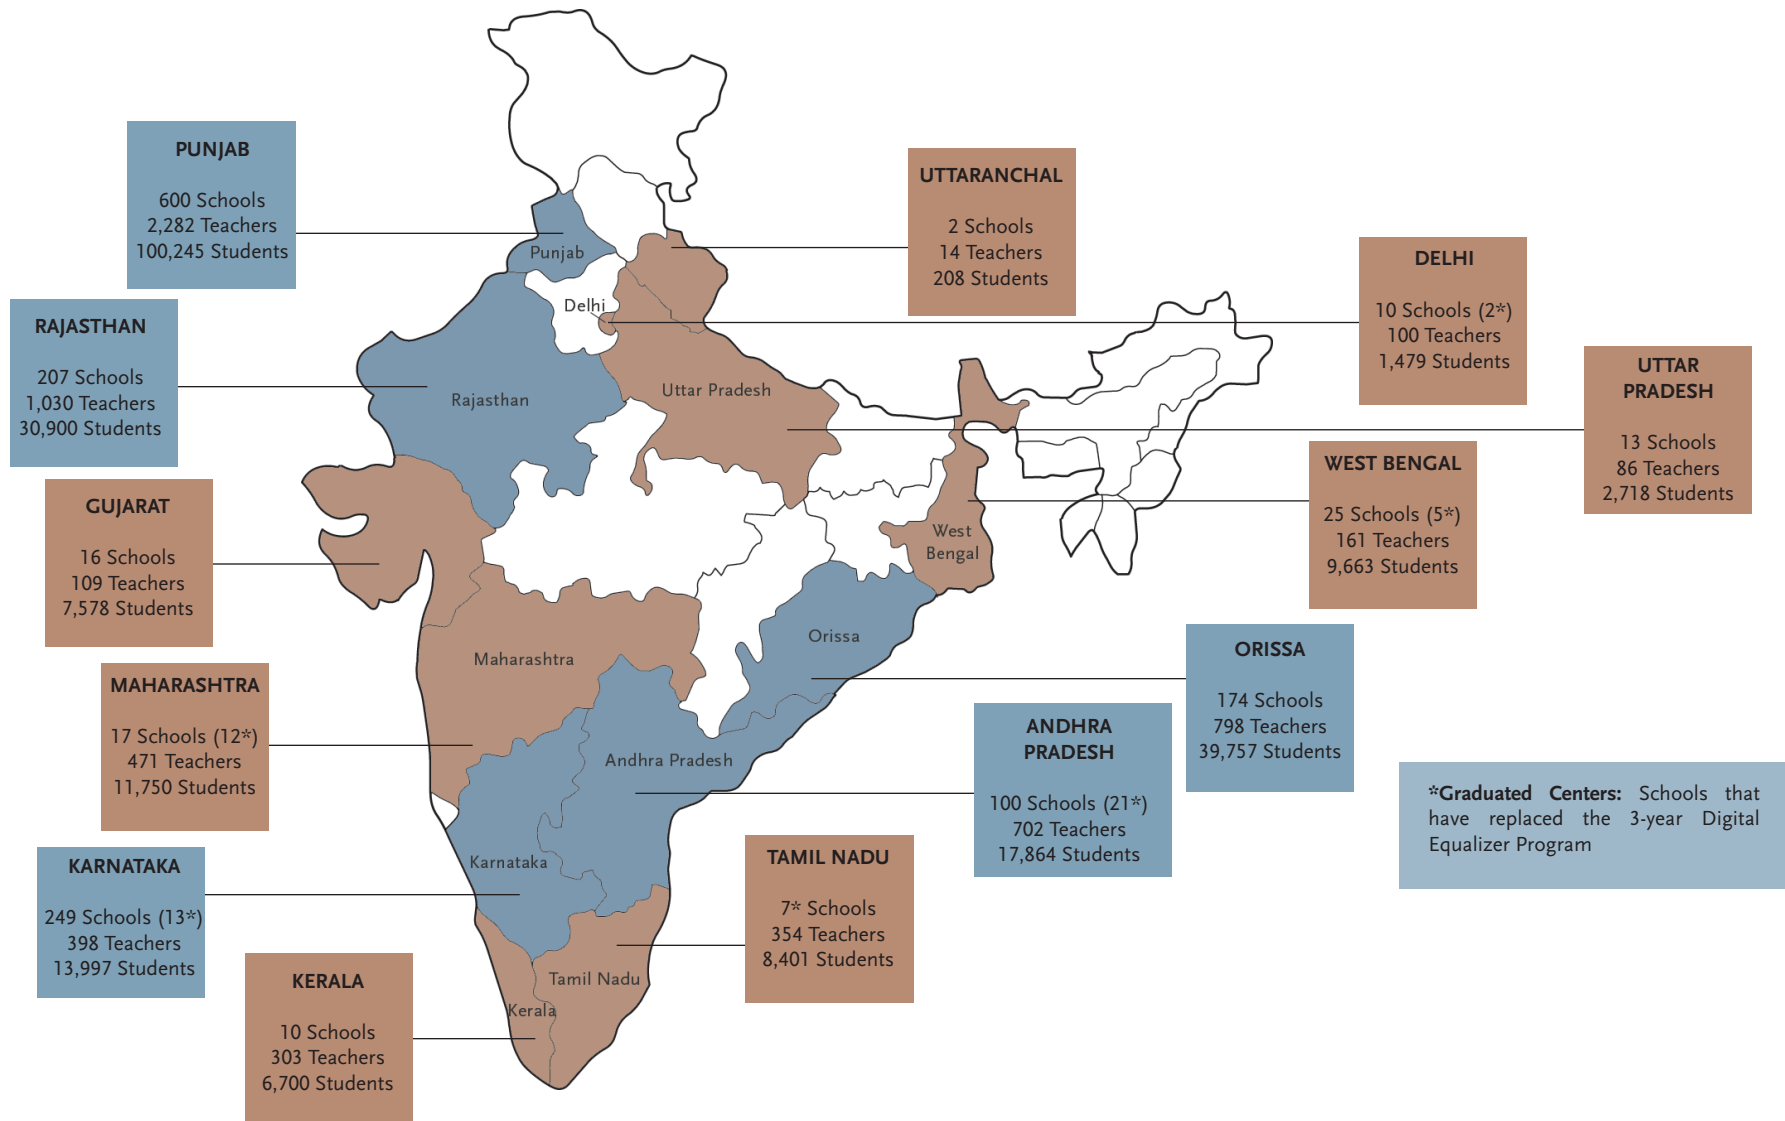 PUNJAB
600 Schools
2,282 Teachers
100,245 Students
UTTARANCHAL
2 Schools
14 Teachers
208 Students
DELHI
10 Schools (2*)
100 Teachers
1,479 Students
RAJASTHAN
207 Schools
1,030 Teachers
30,900 Students
UTTAR
PRADESH
13 Schools
86 Teachers
2,718 Students
WEST BENGAL
25 Schools (5*)
161 Teachers
9,663 Students
GUJARAT
16 Schools
109 Teachers
7,578 Students
ORISSA
174 Schools
798 Teachers
39,757 Students
MAHARASHTRA
17 Schools (12*)
471 Teachers
11,750 Students
ANDHRA
PRADESH
100 Schools (21*)
702 Teachers
17,864 Students
*Graduated Centers: Schools that
have replaced the 3-year Digital
Equalizer Program
KARNATAKA
249 Schools (13*)
398 Teachers
13,997 Students
TAMIL NADU
7* Schools
354 Teachers
8,401 Students
KERALA
10 Schools
303 Teachers
6,700 Students
Punjab
Delhi
Rajasthan
Uttar Pradesh
West
Bengal
Orissa
Maharashtra
Andhra Pradesh
Karnataka
Tamil Nadu
Kerala